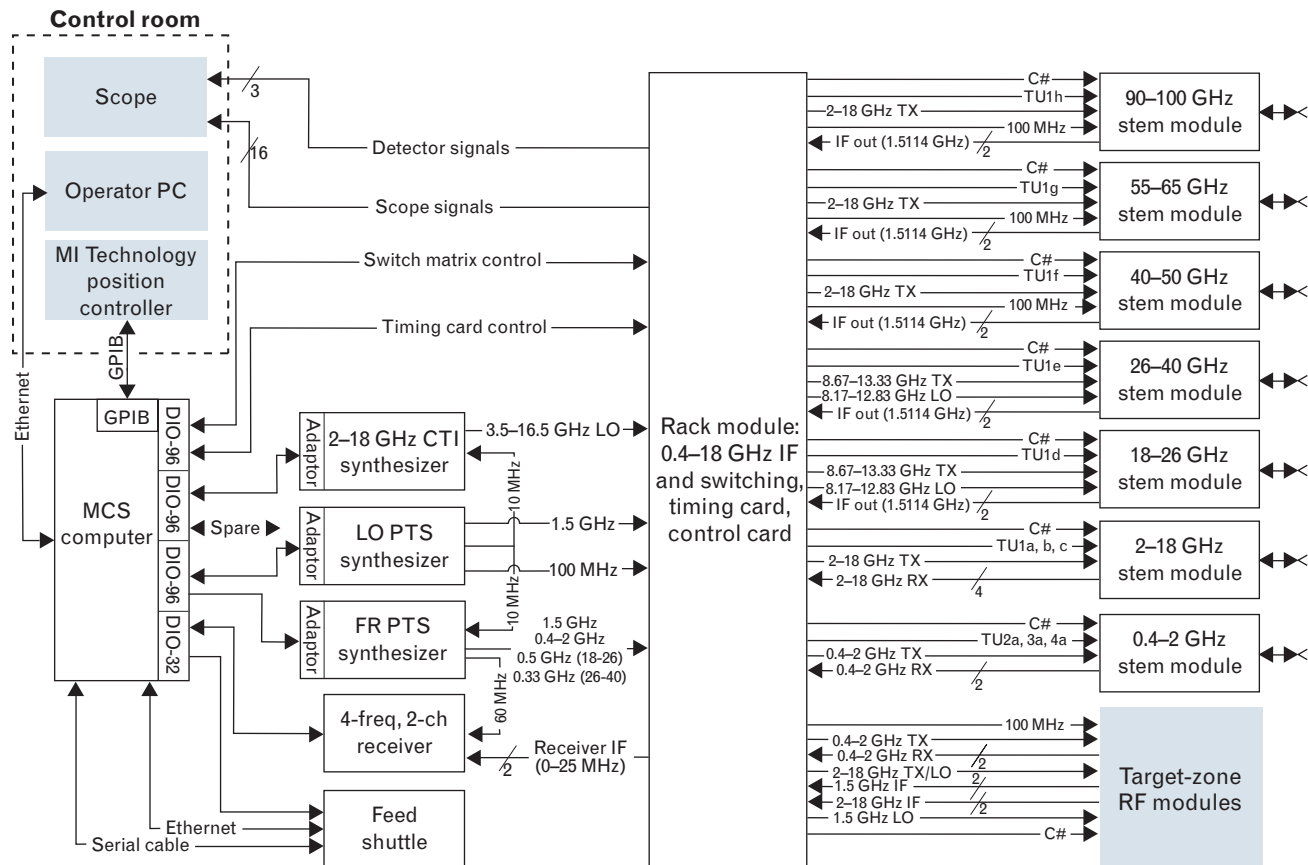 Control room
Scope
Operator PC
MI Technology
position
controller
3
16
Detector signals
Scope signals
Switch matrix control
Timing card control
Ethernet
GPIB
GPIB
DIO-96
DIO-96
DIO-96
DIO-32
MCS
computer
Spare
Adaptor
2–18 GHz CTI
synthesizer
3.5–16.5 GHz LO
10 MHz
Adaptor
LO PTS
synthesizer
1.5 GHz
100 MHz
10 MHz
Adaptor
FR PTS
synthesizer
1.5 GHz
0.4–2 GHz
0.5 GHz (18-26)
0.33 GHz (26-40)
60 MHz
4-freq, 2-ch
receiver
2
Receiver IF
(0–25 MHz)
Feed
shuttle
Ethernet
Serial cable
Rack module:
0.4–18 GHz IF
and switching,
timing card,
control card
C#
TU1h
2–18 GHz TX
100 MHz
IF out (1.5114 GHz)
2
90–100 GHz
stem module
C#
TU1g
2–18 GHz TX
100 MHz
IF out (1.5114 GHz)
2
55–65 GHz
stem module
C#
TU1f
2–18 GHz TX
100 MHz
IF out (1.5114 GHz)
2
40–50 GHz
stem module
C#
TU1e
8.67–13.33 GHz TX
8.17–12.83 GHz LO
IF out (1.5114 GHz)
2
26–40 GHz
stem module
C#
TU1d
8.67–13.33 GHz TX
8.17–12.83 GHz LO
IF out (1.5114 GHz)
2
18–26 GHz
stem module
C#
TU1a, b, c
2–18 GHz TX
2–18 GHz RX
4
2–18 GHz
stem module
C#
TU2a, 3a, 4a
0.4–2 GHz TX
0.4–2 GHz RX
2
0.4–2 GHz
stem module
100 MHz
0.4–2 GHz TX
0.4–2 GHz RX
2
2–18 GHz TX/LO
2
1.5 GHz IF
2
2–18 GHz IF
2
1.5 GHz LO
C#
Target-zone
RF modules